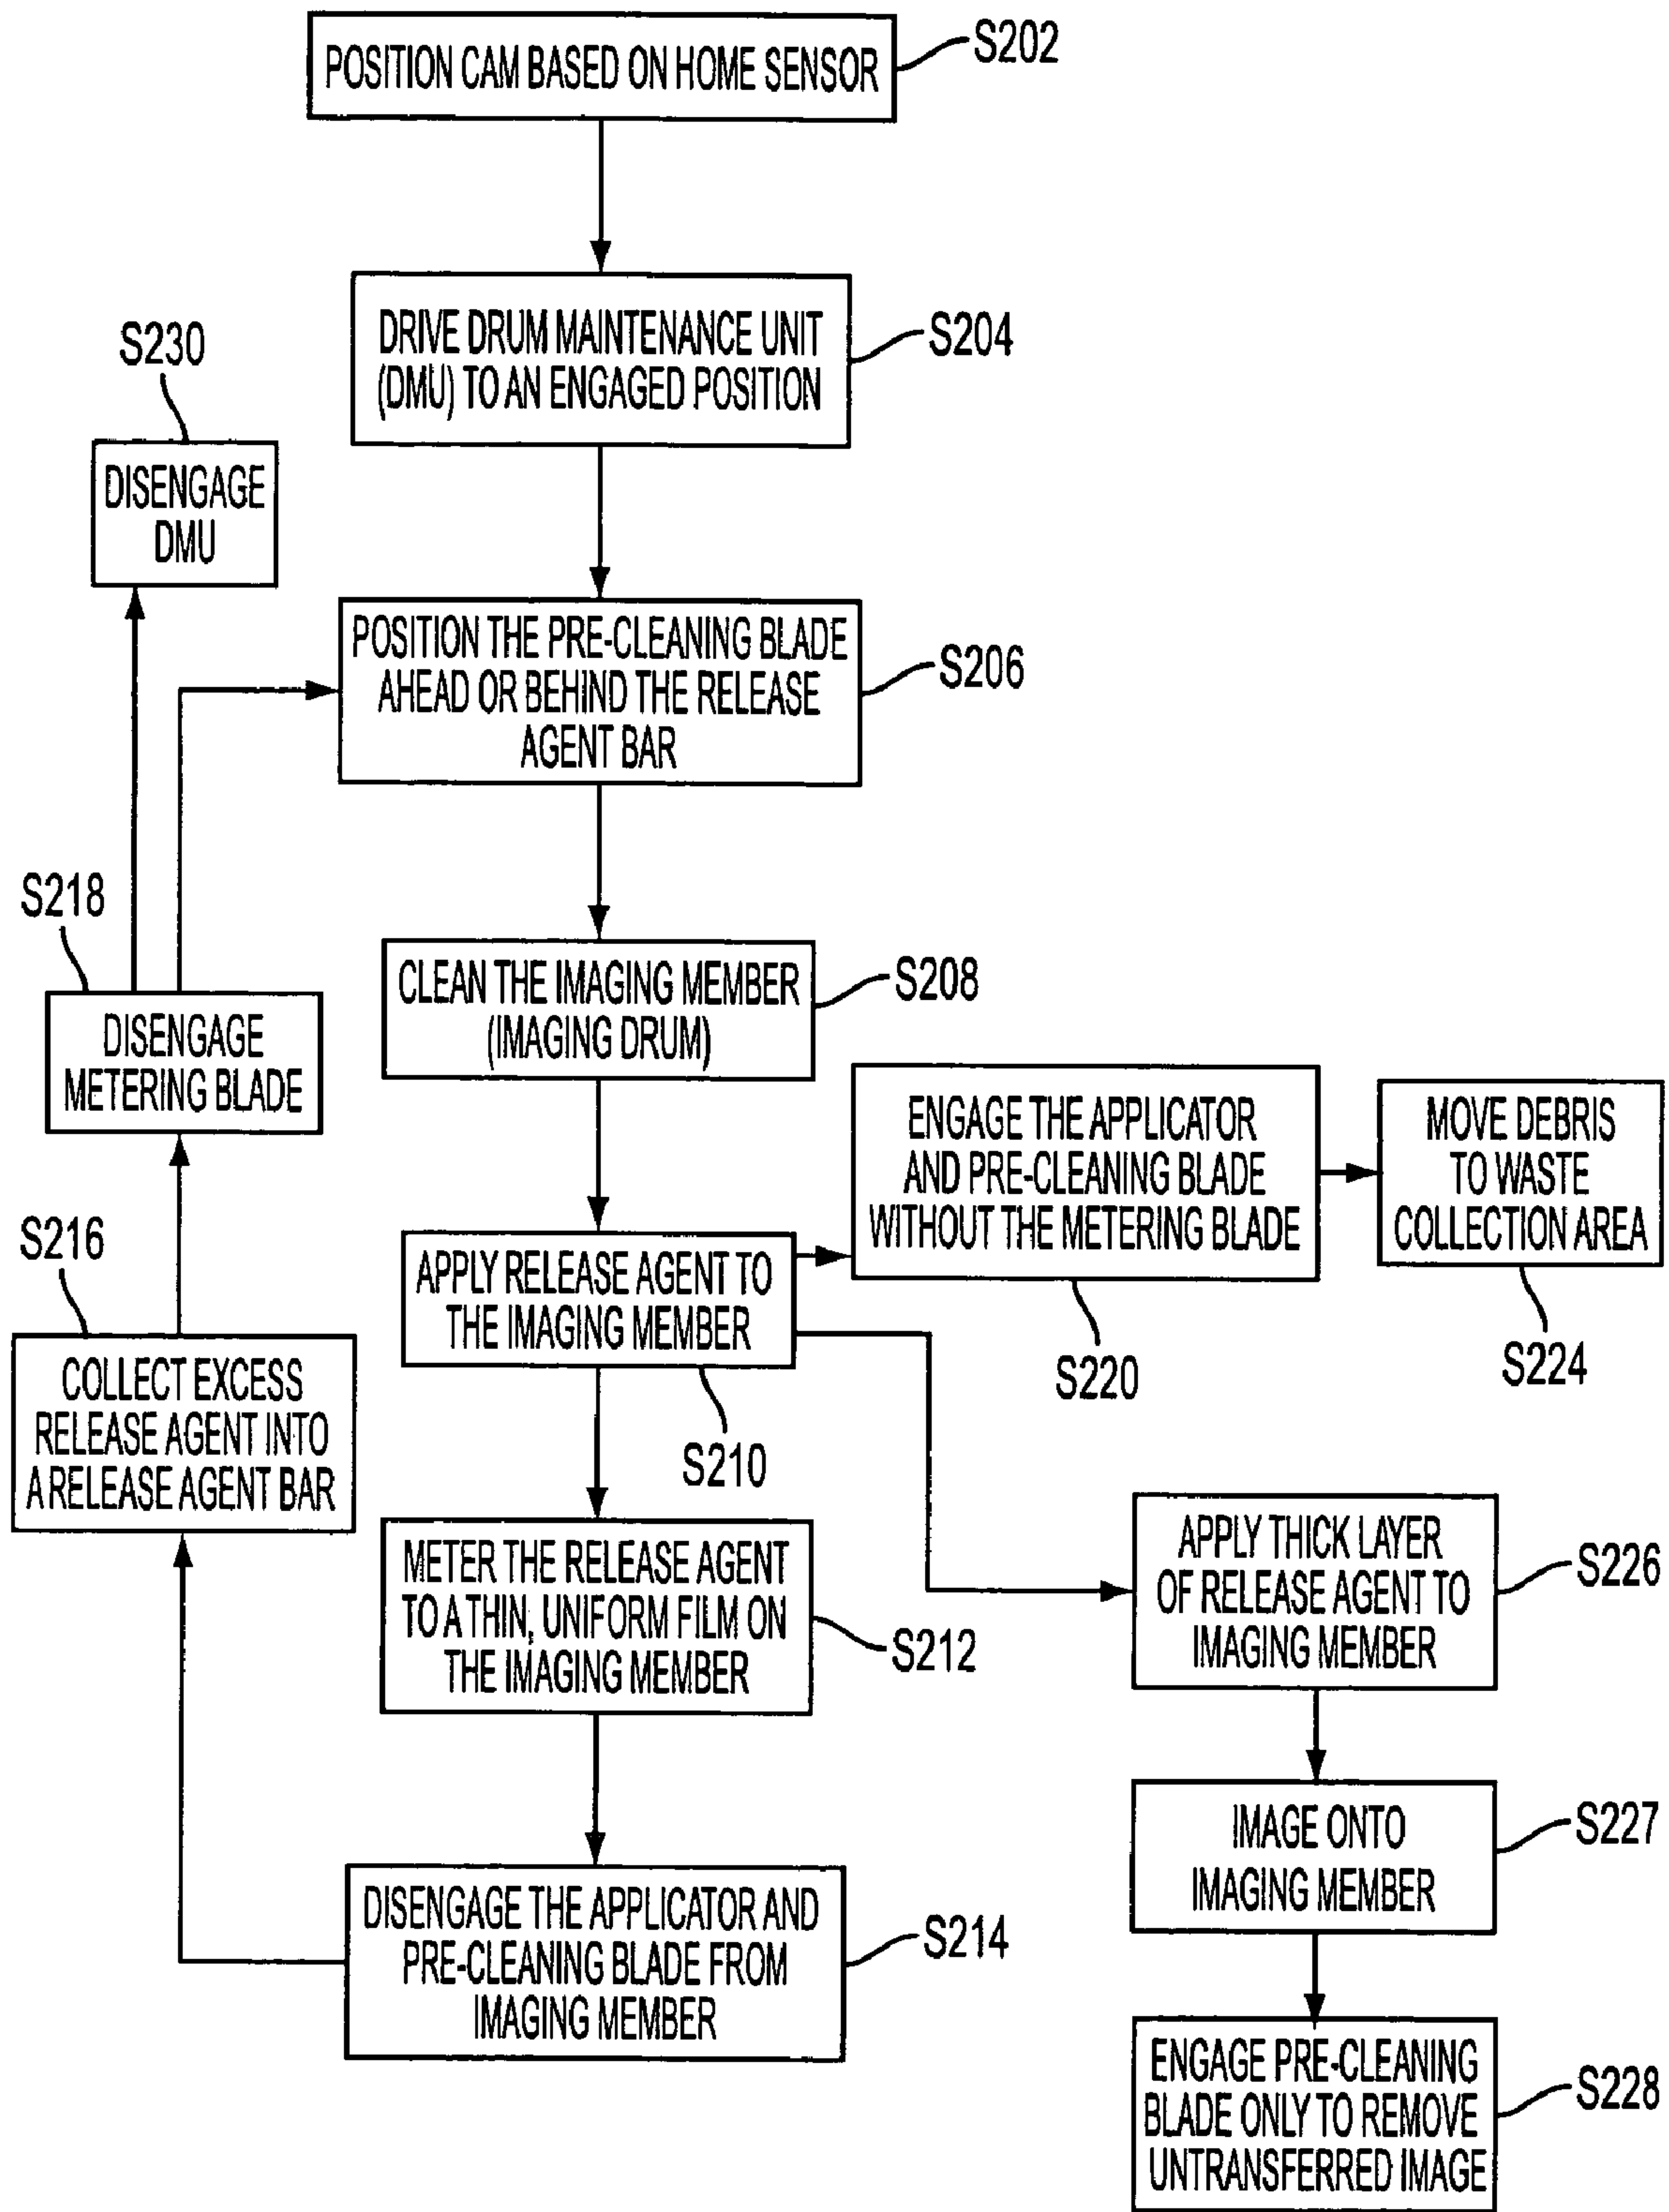 POSITION CAM BASED ON HOME SENSOR
S202
DRIVE DRUM MAINTENANCE UNIT
(DMU) TO AN ENGAGED POSITION
S204
S230
DISENGAGE
DMU
POSITION THE PRE-CLEANING BLADE
AHEAD OR BEHIND THE RELEASE
AGENT BAR
S206
S218
DISENGAGE
METERING BLADE
CLEAN THE IMAGING MEMBER
(IMAGING DRUM)
S208
ENGAGE THE APPLICATOR
AND PRE-CLEANING BLADE
WITHOUT THE METERING BLADE
S220
MOVE DEBRIS
TO WASTE
COLLECTION AREA
S224
S216
COLLECT EXCESS
RELEASE AGENT INTO
A RELEASE AGENT BAR
APPLY RELEASE AGENT TO
THE IMAGING MEMBER
S210
METER THE RELEASE AGENT
TO A THIN, UNIFORM FILM ON
THE IMAGING MEMBER
S212
APPLY THICK LAYER
OF RELEASE AGENT TO
IMAGING MEMBER
S226
IMAGE ONTO
IMAGING MEMBER
S227
DISENGAGE THE APPLICATOR AND
PRE-CLEANING BLADE FROM
IMAGING MEMBER
S214
ENGAGE PRE-CLEANING
BLADE ONLY TO REMOVE
UNTRANSFERRED IMAGE
S228